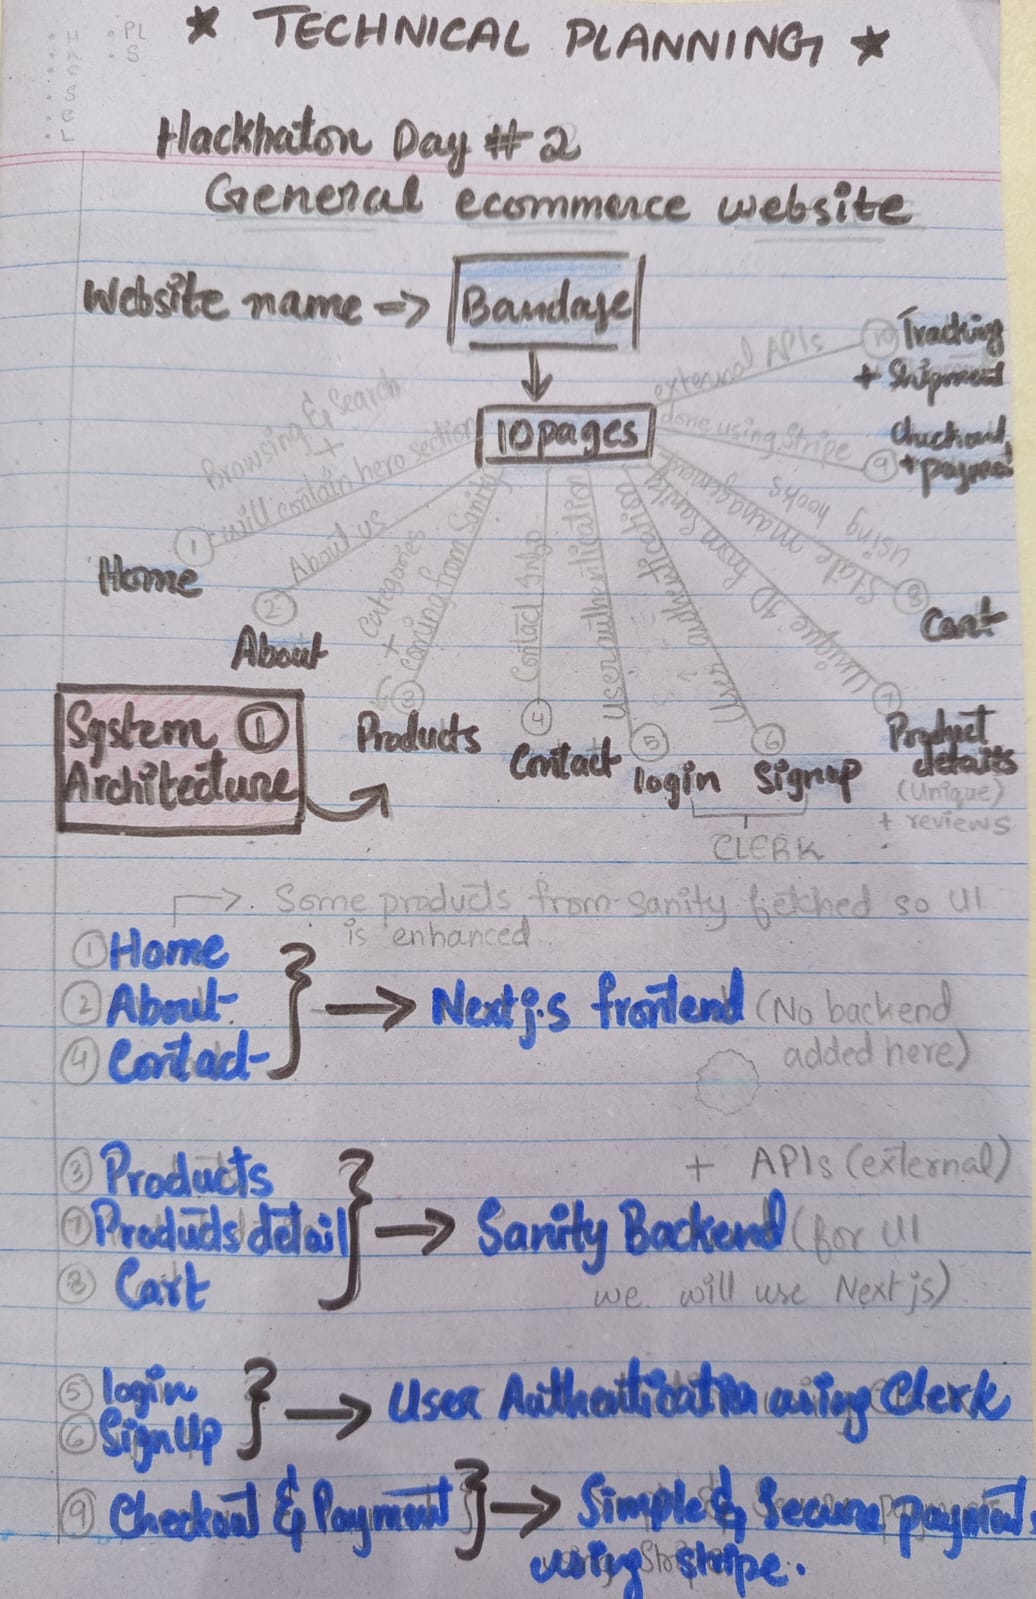 ★ TECHNICAL PLANNING ★
Hackhaton Day # 2
General ecommerce website
Website name => Bandage
10 pages
external APIs
10 Tracking
+ Shipment
done using stripe
9 Checkout
+ payment
Browsing & Search
+
will contain hero section
1
Home
About us
2
About
+ Categories
Coming from Sanity
3
Products
Contact Info
4
Contact
User authentication
5
login
User authentication
6
Signup
CLERK
unique ID from Sanity
7
Product
details
(Unique)
+ reviews
State management
using hooks
8
Cart
System 1
Architecture
Some products from sanity fetched so UI
is enhanced..
1 Home
2 About
4 Contact
→ Nextj.s frontend (No backend
added here)
3 Products
7 Products detail
8 Cart
+ APIs (external)
→ Sanity Backend (for UI
we will use Next js)
5 login
6 SignUp
→ User Authentication using Clerk
9 Checkout & Payment → Simple & Secure payment
using stripe.